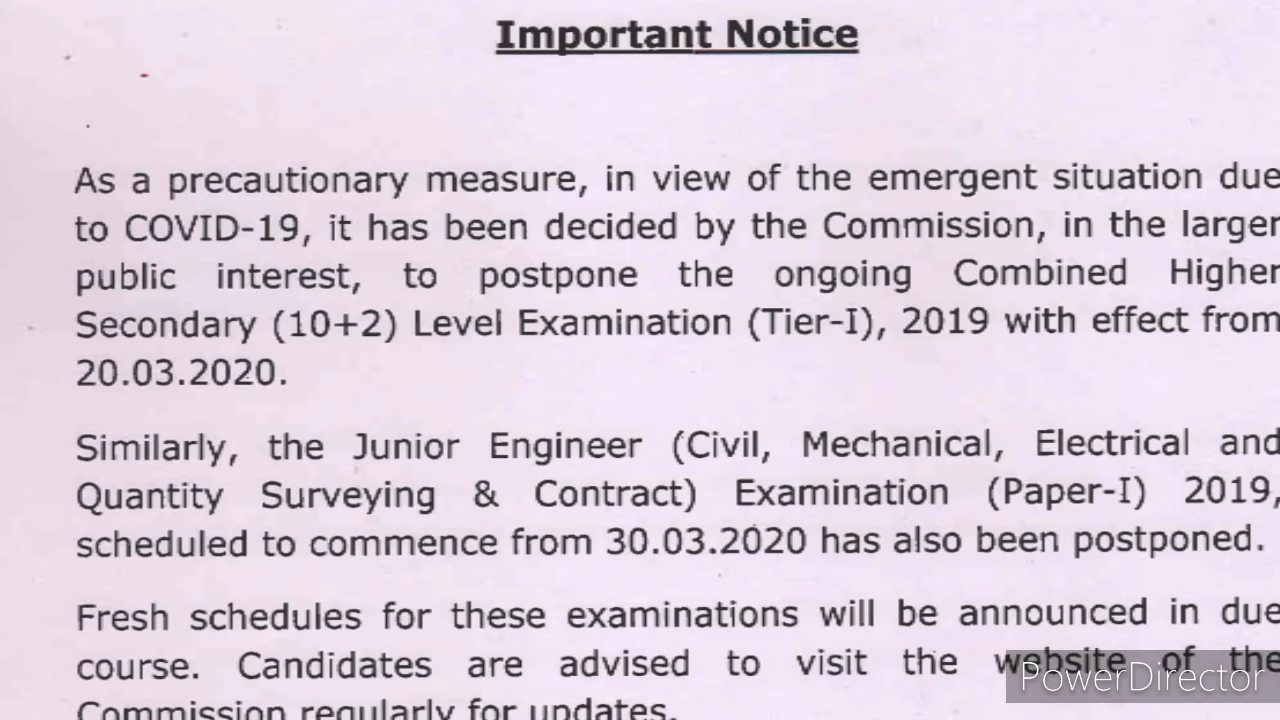 Important Notice
As a precautionary measure, in view of the emergent situation due
to COVID-19, it has been decided by the Commission, in the larger
public interest, to postpone the ongoing Combined Higher
Secondary (10+2) Level Examination (Tier-I), 2019 with effect from
20.03.2020.
Similarly, the Junior Engineer (Civil, Mechanical, Electrical and
Quantity Surveying & Contract) Examination (Paper-I) 2019,
scheduled to commence from 30.03.2020 has also been postponed.
Fresh schedules for these examinations will be announced in due
course. Candidates are advised to visit the website of the
Commission regularly for updates.
PowerDirector